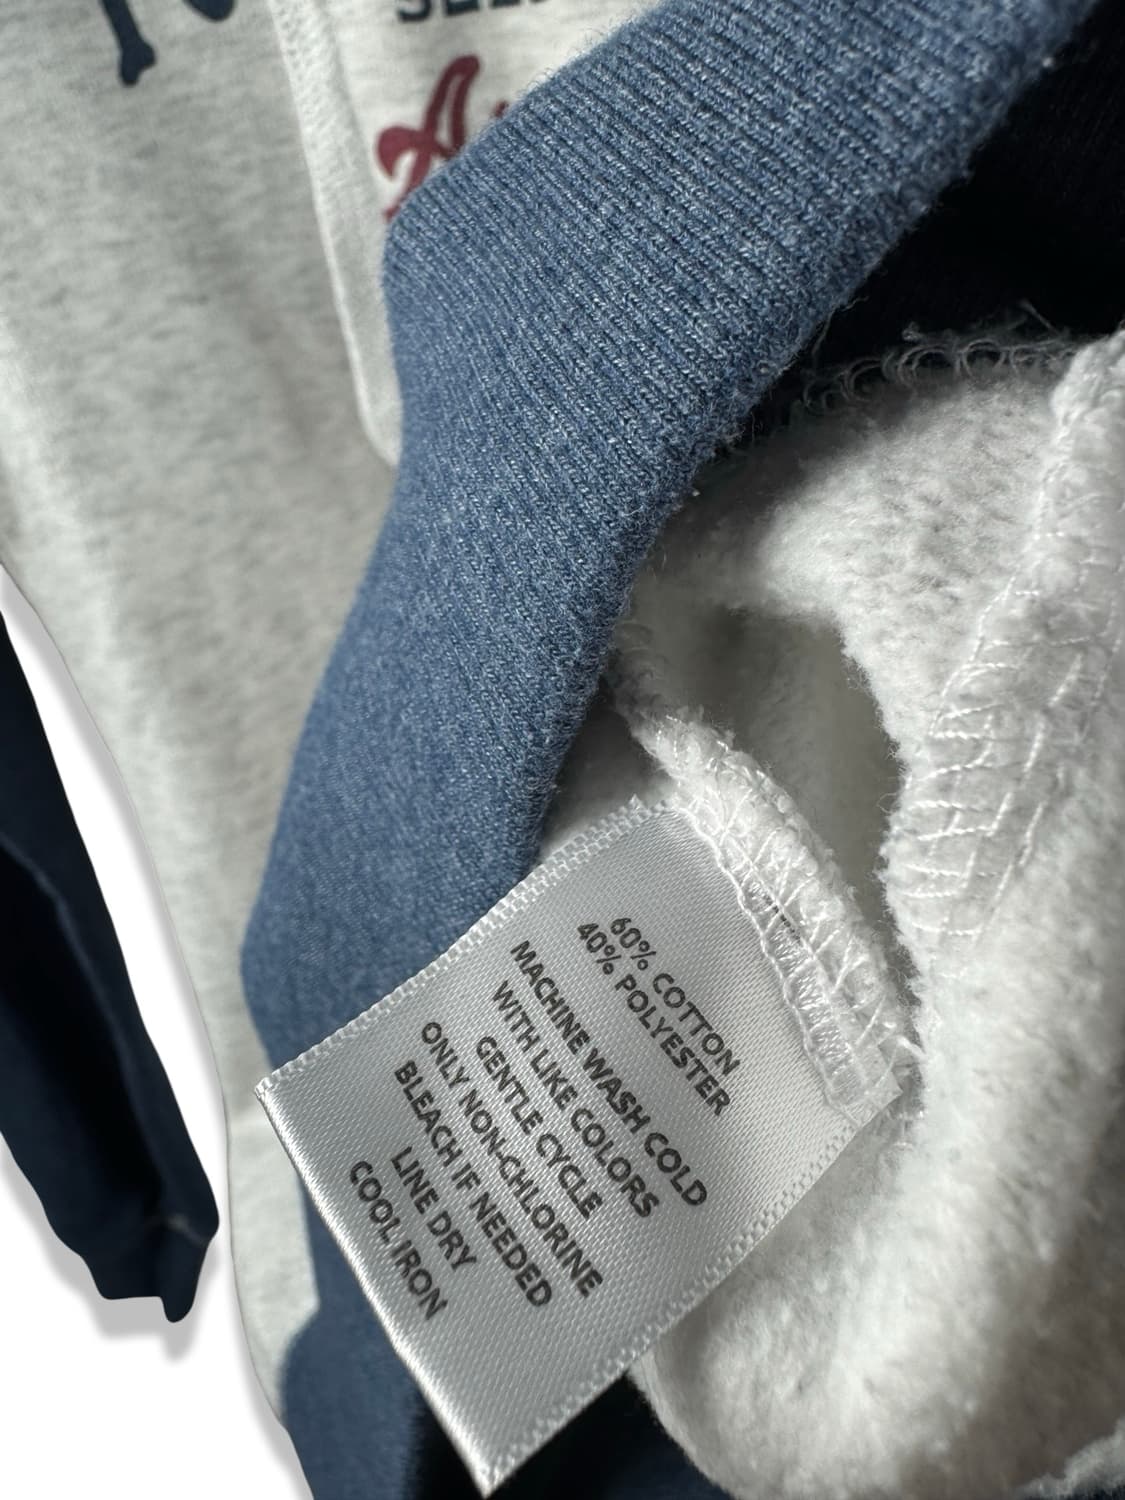 60% COTTON
40% POLYESTER
MACHINE WASH COLD
WITH LIKE COLORS
GENTLE CYCLE
ONLY NON-CHLORINE
BLEACH IF NEEDED
LINE DRY
COOL IRON